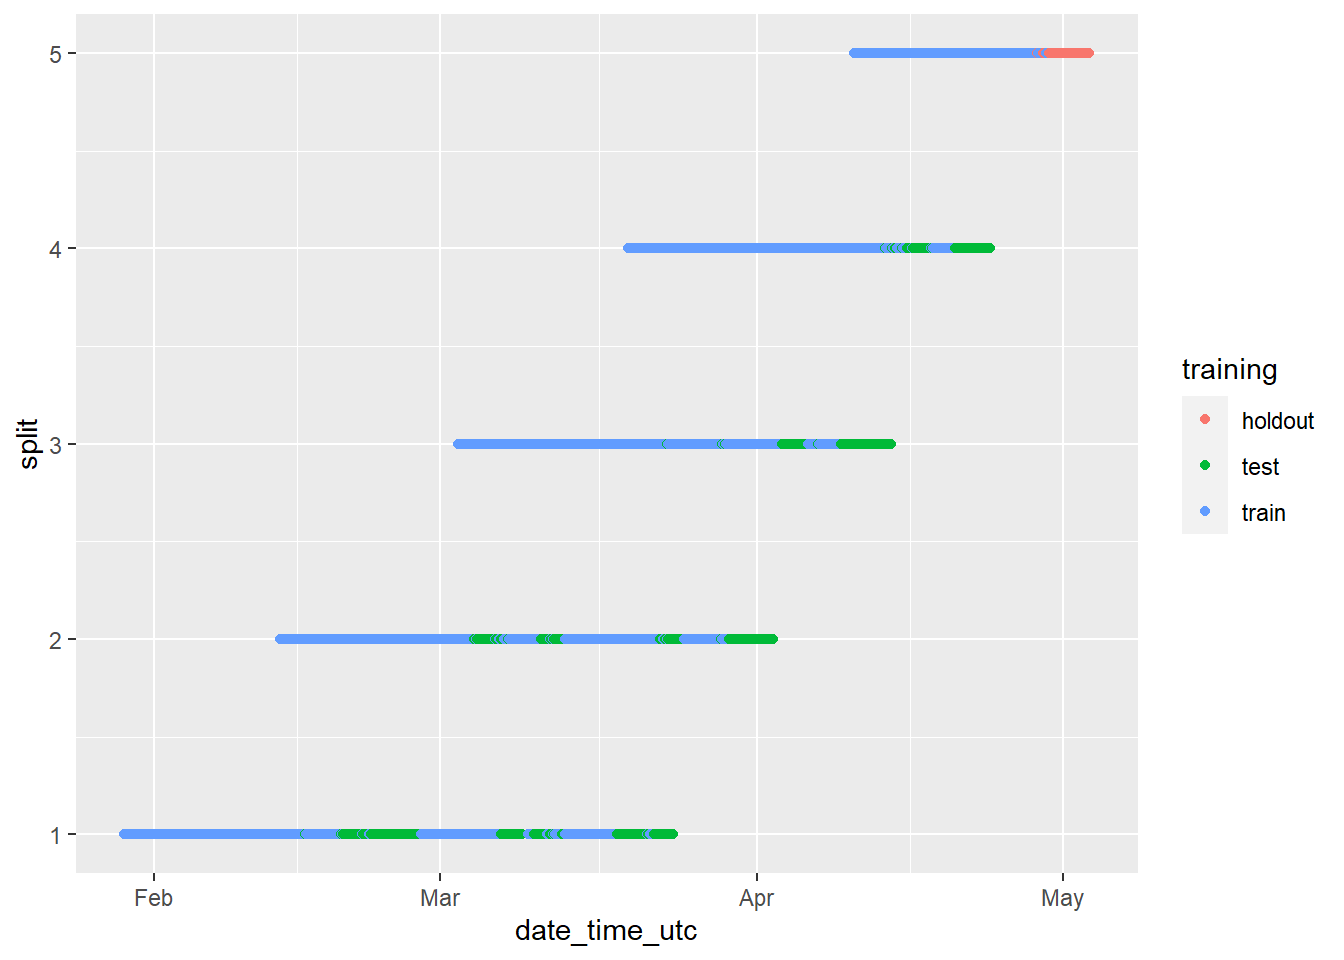 5
4
3
2
1
split
Feb Mar Apr May
date_time_utc
training
holdout
test
train